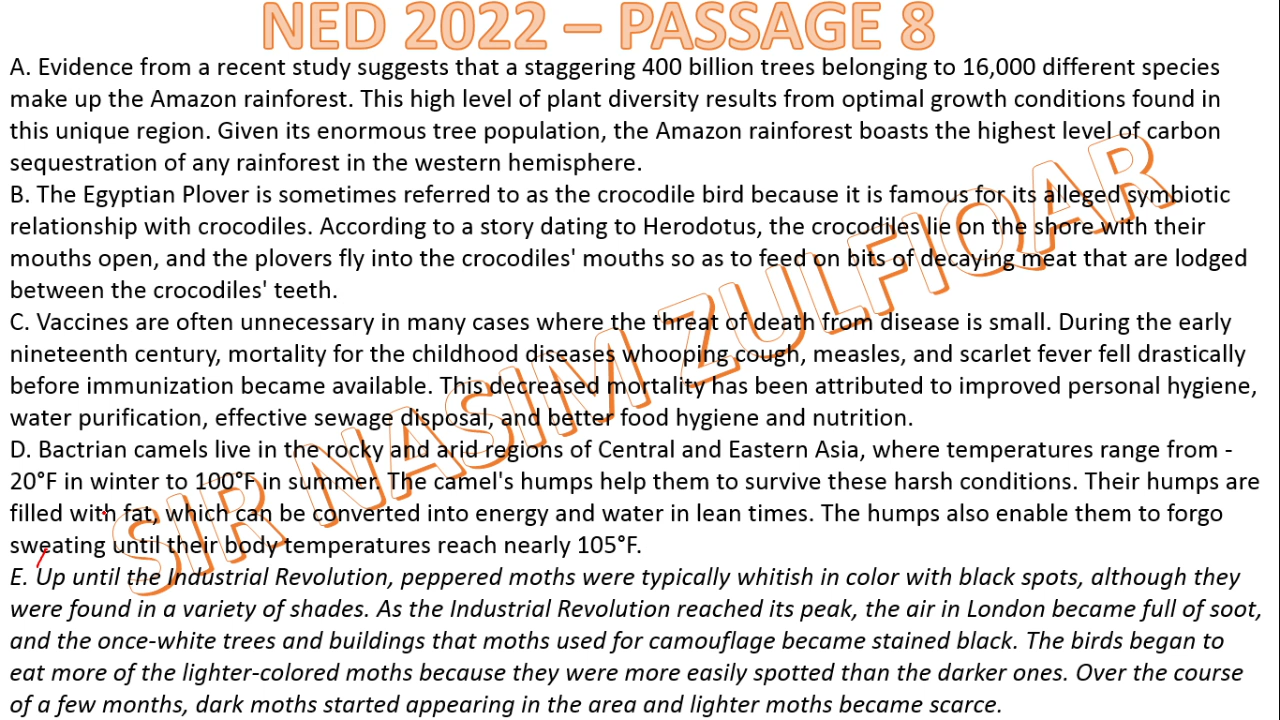 NED 2022 – PASSAGE 8
A. Evidence from a recent study suggests that a staggering 400 billion trees belonging to 16,000 different species
make up the Amazon rainforest. This high level of plant diversity results from optimal growth conditions found in
this unique region. Given its enormous tree population, the Amazon rainforest boasts the highest level of carbon
sequestration of any rainforest in the western hemisphere.
B. The Egyptian Plover is sometimes referred to as the crocodile bird because it is famous for its alleged symbiotic
relationship with crocodiles. According to a story dating to Herodotus, the crocodiles lie on the shore with their
mouths open, and the plovers fly into the crocodiles' mouths so as to feed on bits of decaying meat that are lodged
between the crocodiles' teeth.
C. Vaccines are often unnecessary in many cases where the threat of death from disease is small. During the early
nineteenth century, mortality for the childhood diseases whooping cough, measles, and scarlet fever fell drastically
before immunization became available. This decreased mortality has been attributed to improved personal hygiene,
water purification, effective sewage disposal, and better food hygiene and nutrition.
D. Bactrian camels live in the rocky and arid regions of Central and Eastern Asia, where temperatures range from -
20°F in winter to 100°F in summer. The camel's humps help them to survive these harsh conditions. Their humps are
filled with fat, which can be converted into energy and water in lean times. The humps also enable them to forgo
sweating until their body temperatures reach nearly 105°F.
E. Up until the Industrial Revolution, peppered moths were typically whitish in color with black spots, although they
were found in a variety of shades. As the Industrial Revolution reached its peak, the air in London became full of soot,
and the once-white trees and buildings that moths used for camouflage became stained black. The birds began to
eat more of the lighter-colored moths because they were more easily spotted than the darker ones. Over the course
of a few months, dark moths started appearing in the area and lighter moths became scarce.
SIR NASIM ZULFIQAR